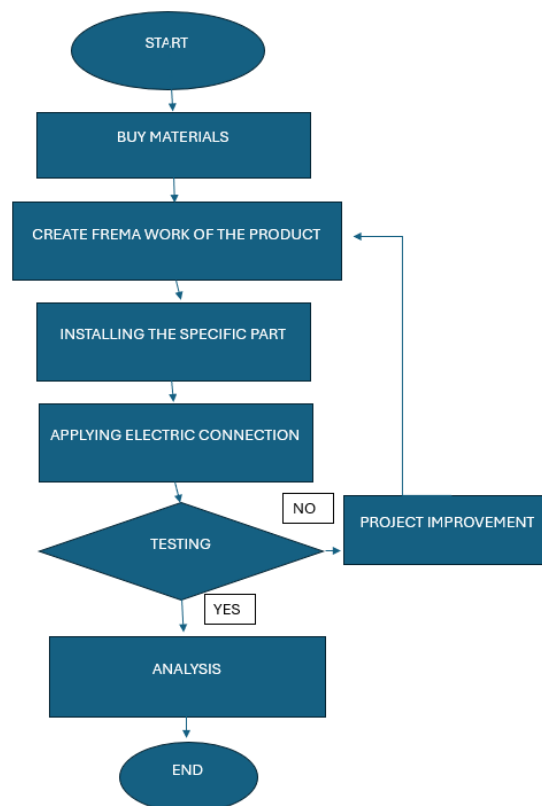 START
BUY MATERIALS
CREATE FREMA WORK OF THE PRODUCT
INSTALLING THE SPECIFIC PART
APPLYING ELECTRIC CONNECTION
NO
TESTING
PROJECT IMPROVEMENT
YES
ANALYSIS
END